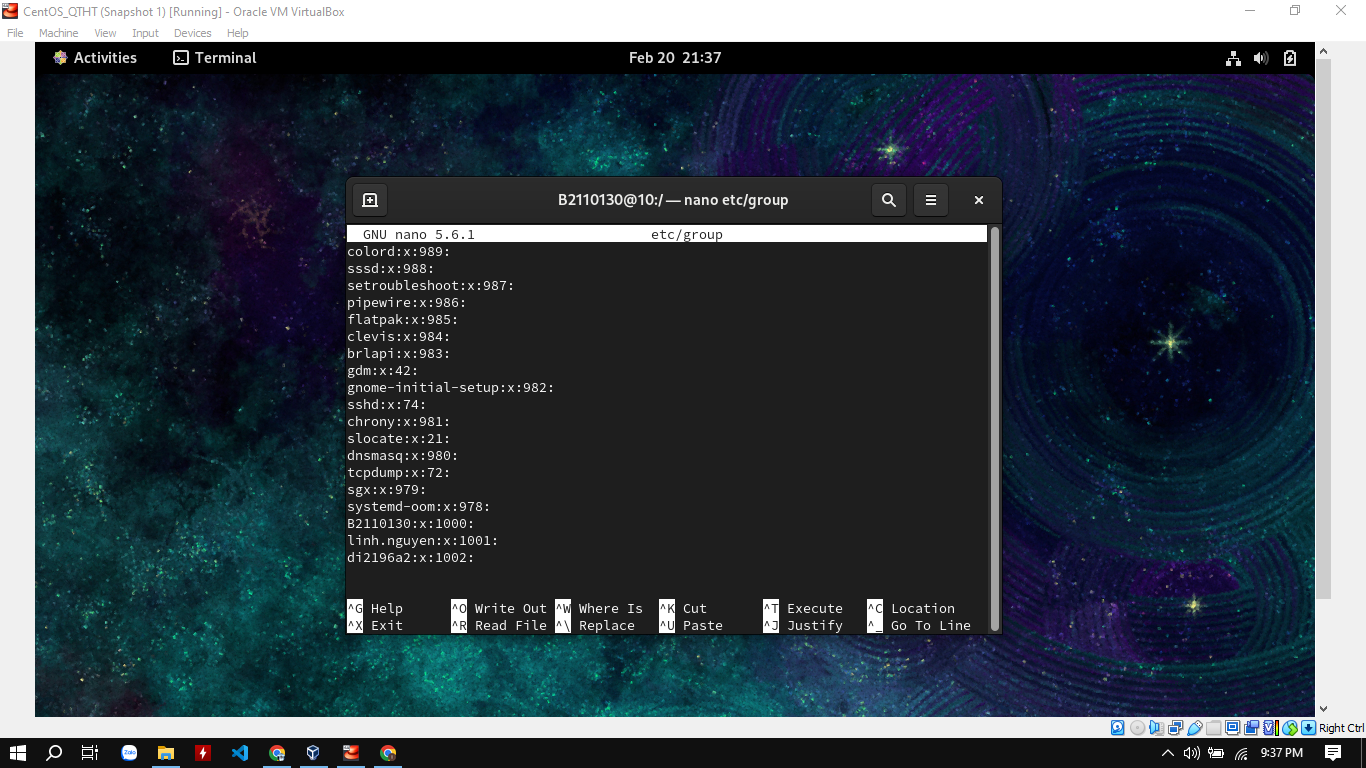 CentOS_QTHT (Snapshot 1) [Running] - Oracle VM VirtualBox
File Machine View Input Devices Help
Activities Terminal Feb 20 21:37
B2110130@10:/ — nano etc/group
GNU nano 5.6.1 etc/group
colord:x:989:
sssd:x:988:
setroubleshoot:x:987:
pipewire:x:986:
flatpak:x:985:
clevis:x:984:
brlapi:x:983:
gdm:x:42:
gnome-initial-setup:x:982:
sshd:x:74:
chrony:x:981:
slocate:x:21:
dnsmasq:x:980:
tcpdump:x:72:
sgx:x:979:
systemd-oom:x:978:
B2110130:x:1000:
linh.nguyen:x:1001:
di2196a2:x:1002:
^G Help ^O Write Out ^W Where Is ^K Cut ^T Execute ^C Location
^X Exit ^R Read File ^\ Replace ^U Paste ^J Justify ^_ Go To Line
Right Ctrl
Zalo
9:37 PM